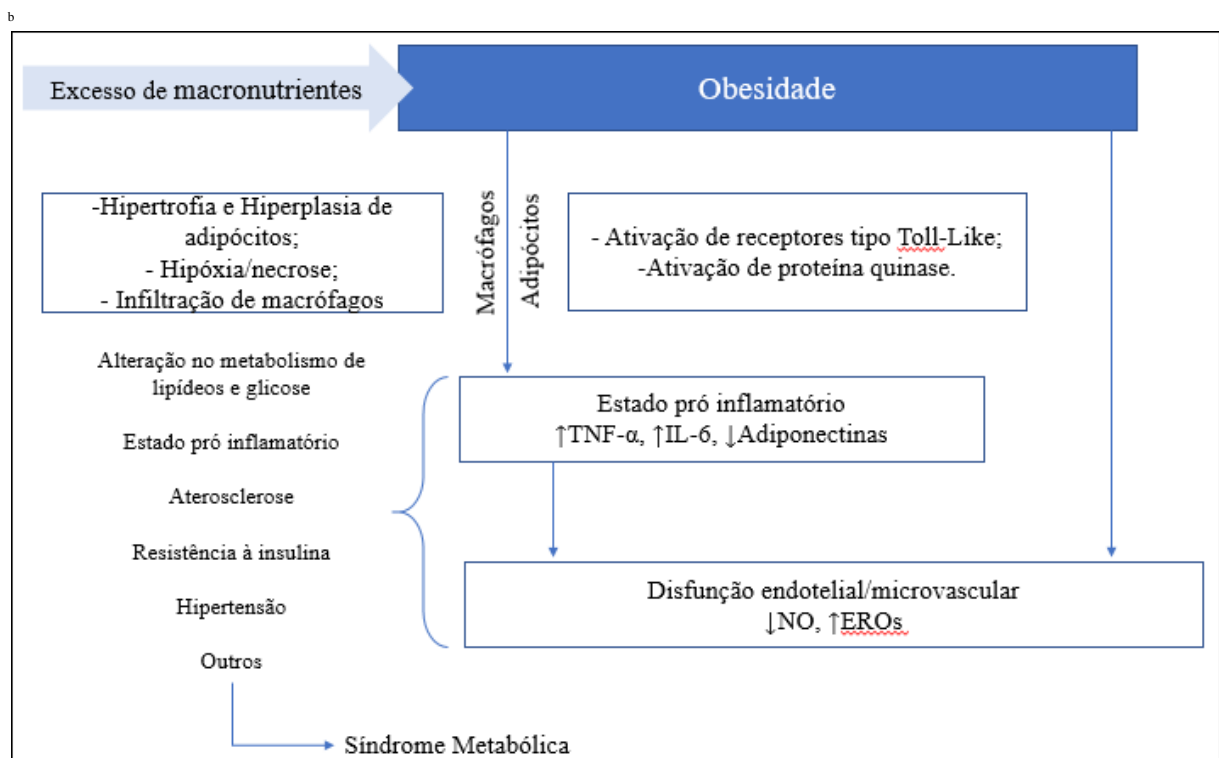 b
Excesso de macronutrientes
Obesidade
-Hipertrofia e Hiperplasia de
adipócitos;
- Hipóxia/necrose;
- Infiltração de macrófagos
Macrófagos
Adipócitos
- Ativação de receptores tipo Toll-Like;
-Ativação de proteína quinase.
Alteração no metabolismo de
lipídeos e glicose
Estado pró inflamatório
Aterosclerose
Resistência à insulina
Hipertensão
Outros
Estado pró inflamatório
↑TNF-α, ↑IL-6, ↓Adiponectinas
Disfunção endotelial/microvascular
↓NO, ↑EROs
Síndrome Metabólica